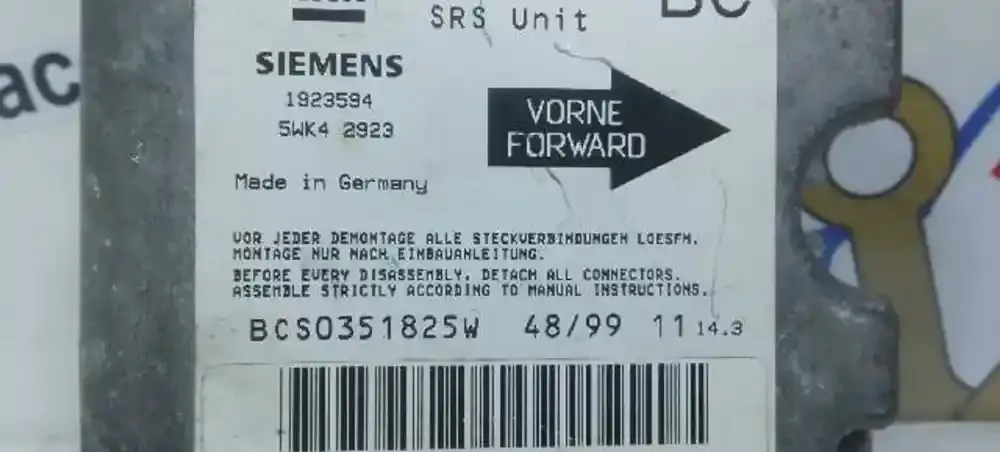 SRS Unit
BC
SIEMENS
1923594
5WK4 2923
VORNE
FORWARD
Made in Germany
VOR JEDER DEMONTAGE ALLE STECKVERBINDUNGEN LOESEN.
MONTAGE NUR NACH EINBAUANLEITUNG.
BEFORE EVERY DISASSEMBLY, DETACH ALL CONNECTORS.
ASSEMBLE STRICTLY ACCORDING TO MANUAL INSTRUCTIONS.
BCS0351825W 48/99 11 14.3
ac